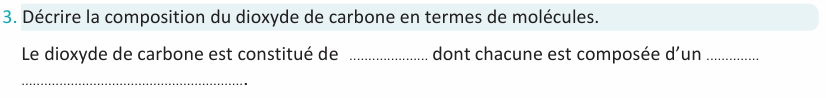 3. Décrire la composition du dioxyde de carbone en termes de molécules.
Le dioxyde de carbone est constitué de ..................... dont chacune est composée d’un ..............
...........................................................